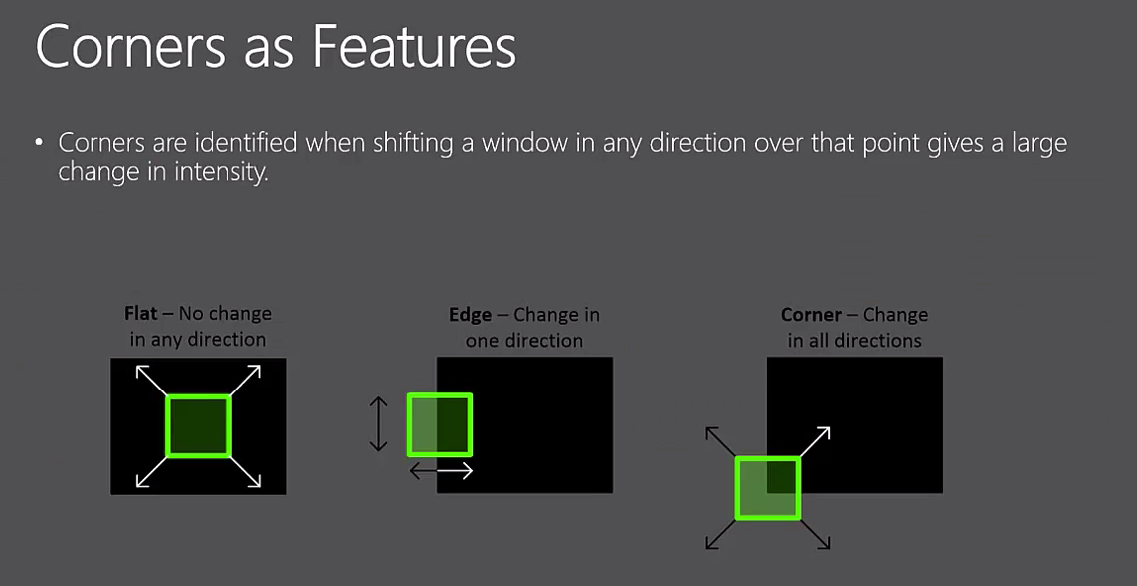 Corners as Features
• Corners are identified when shifting a window in any direction over that point gives a large
change in intensity.
Flat – No change
in any direction
Edge – Change in
one direction
Corner – Change
in all directions